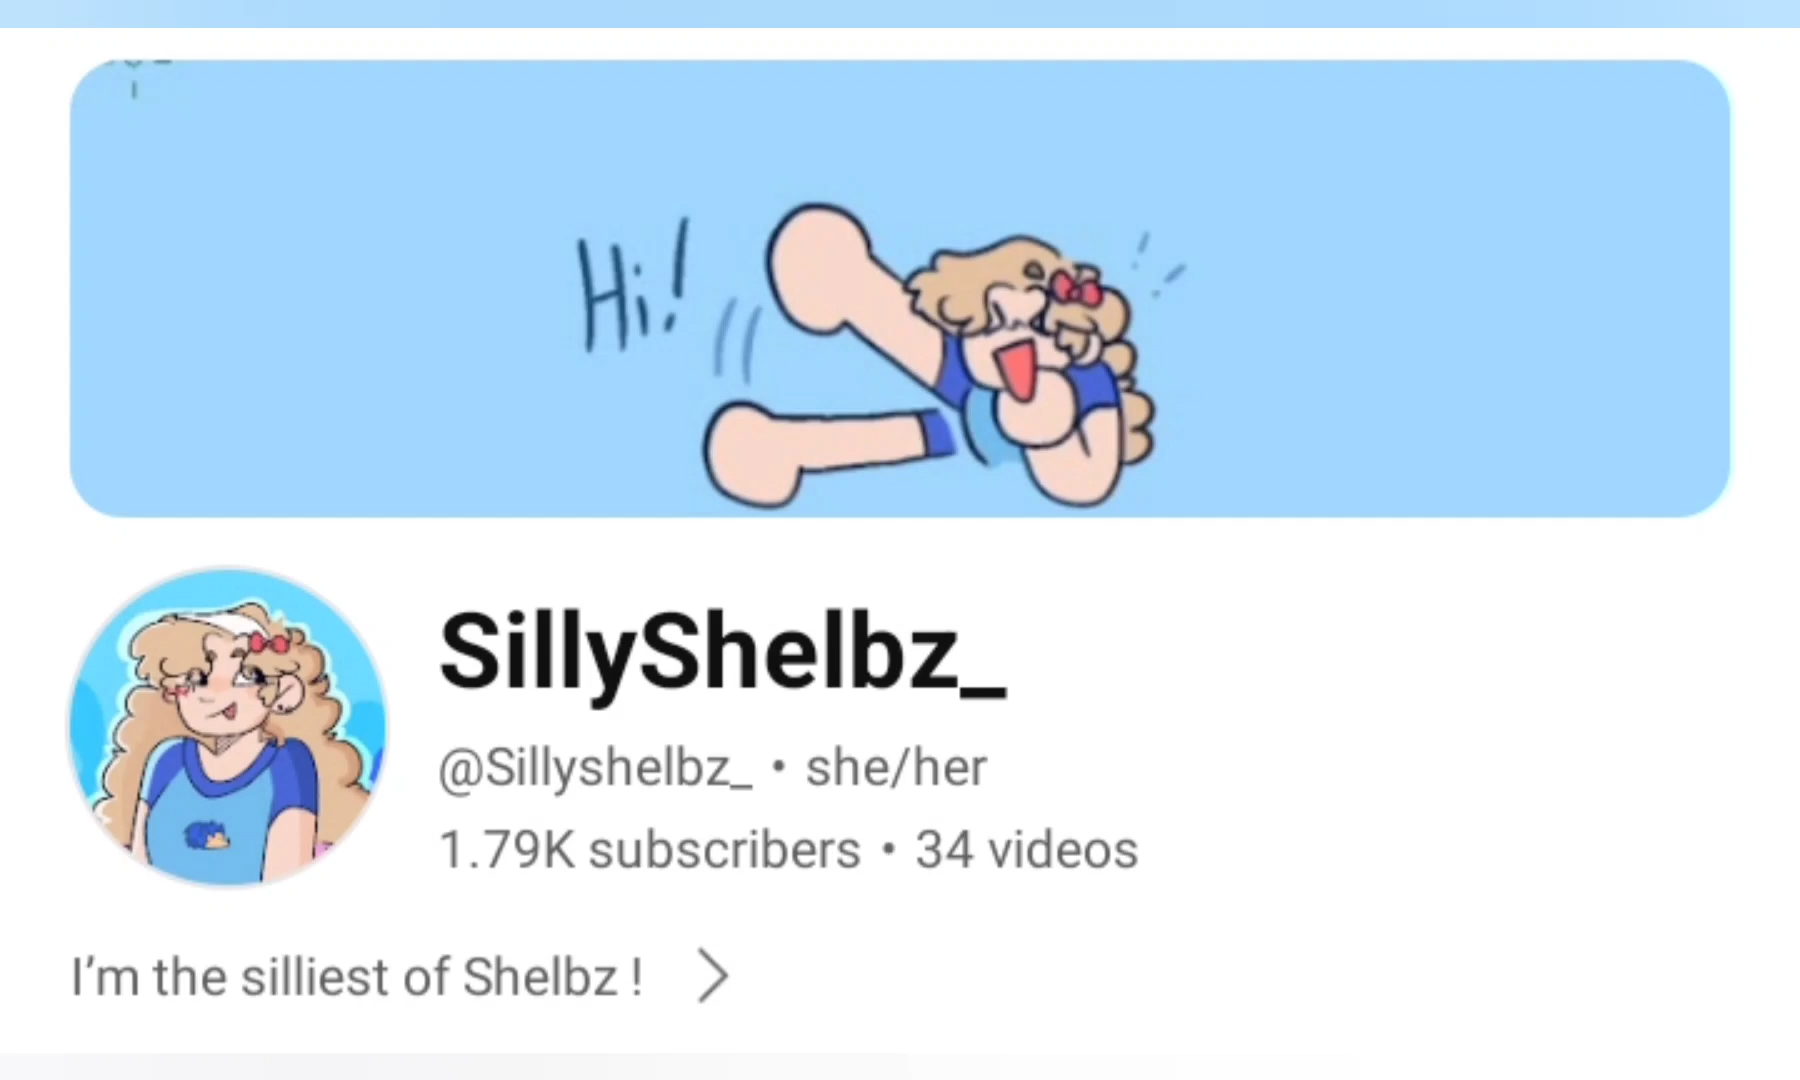 Hi!
SillyShelbz_
@Sillyshelbz_ • she/her
1.79K subscribers • 34 videos
I’m the silliest of Shelbz !